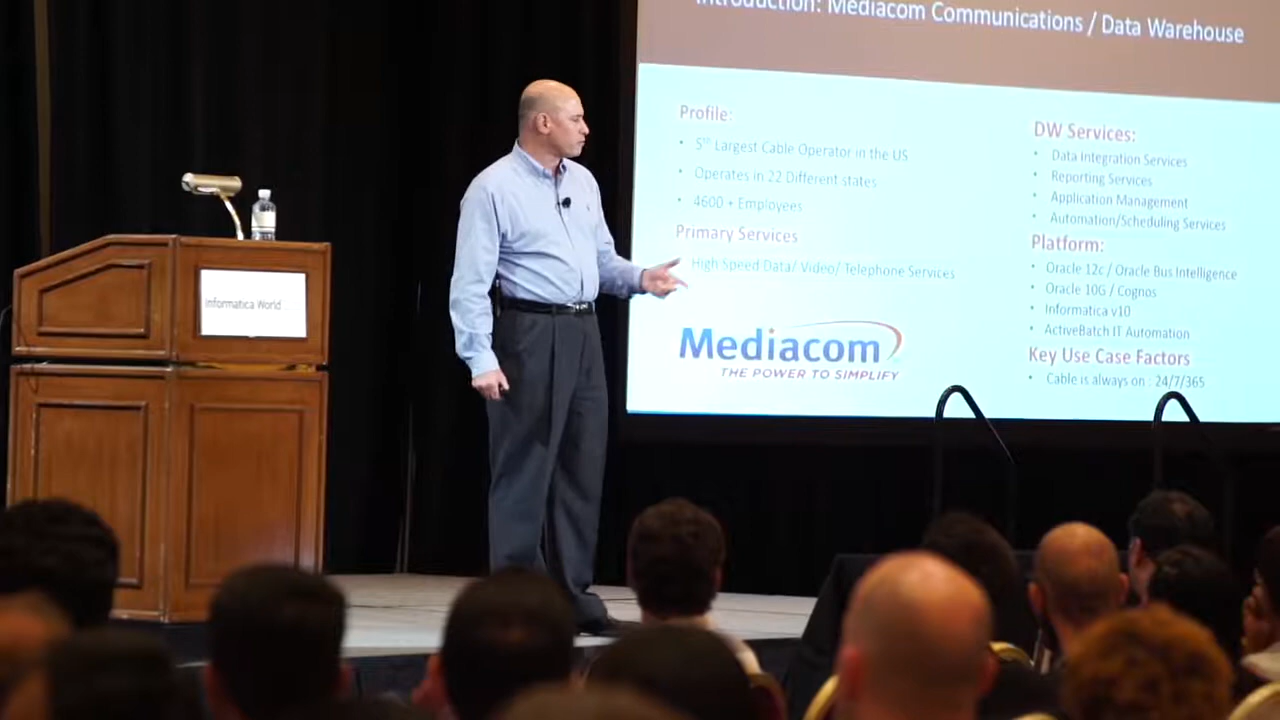 Introduction: Mediacom Communications / Data Warehouse
Informatica World
Profile:
• 5th Largest Cable Operator in the US
• Operates in 22 Different states
• 4600 + Employees
Primary Services
High Speed Data/ Video/ Telephone Services
Mediacom
THE POWER TO SIMPLIFY
DW Services:
• Data Integration Services
• Reporting Services
• Application Management
• Automation/Scheduling Services
Platform:
• Oracle 12c / Oracle Bus Intelligence
• Oracle 10G / Cognos
• Informatica v10
• ActiveBatch IT Automation
Key Use Case Factors
• Cable is always on : 24/7/365